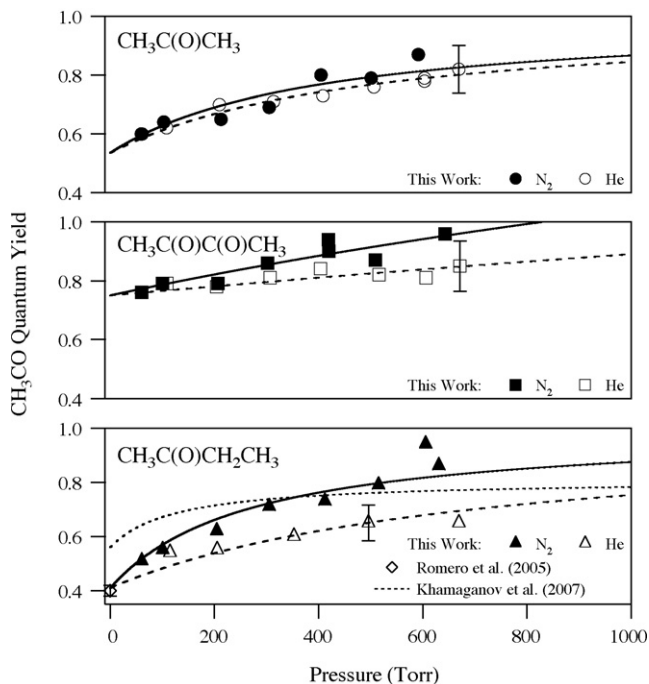 CH₃CO Quantum Yield
1.0
0.8
0.6
0.4
CH₃C(O)CH₃
This Work: N₂ He
1.0
0.8
0.6
0.4
CH₃C(O)C(O)CH₃
This Work: N₂ He
1.0
0.8
0.6
0.4
CH₃C(O)CH₂CH₃
This Work: N₂ He
Romero et al. (2005)
Khamaganov et al. (2007)
0 200 400 600 800 1000
Pressure (Torr)